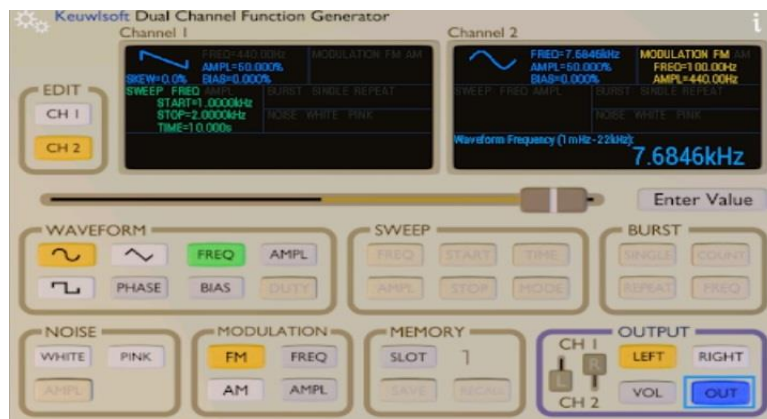 Keuwlsoft Dual Channel Function Generator
i
Channel 1
Channel 2
FREQ=440.00Hz
AMPL=50.000%
SKEW=0.0% BIAS=0.000%
MODULATION FM AM
SWEEP FREQ AMPL
START=1.0000kHz
STOP=2.0000kHz
TIME=10.000s
BURST SINGLE REPEAT
NOISE WHITE PINK
FREQ=7.6846kHz
AMPL=50.000%
BIAS=0.000%
MODULATION FM AM
FREQ=100.00Hz
AMPL=440.00Hz
SWEEP FREQ AMPL
BURST SINGLE REPEAT
NOISE WHITE PINK
Waveform Frequency (1mHz-22kHz):
7.6846kHz
EDIT
CH 1
CH 2
Enter Value
WAVEFORM
FREQ
AMPL
PHASE
BIAS
DUTY
SWEEP
FREQ
START
TIME
AMPL
STOP
MODE
BURST
SINGLE
COUNT
REPEAT
FREQ
NOISE
WHITE
PINK
AMPL
MODULATION
FM
FREQ
AM
AMPL
MEMORY
SLOT
1
SAVE
RECALL
OUTPUT
CH 1
L
R
CH 2
LEFT
RIGHT
VOL
OUT